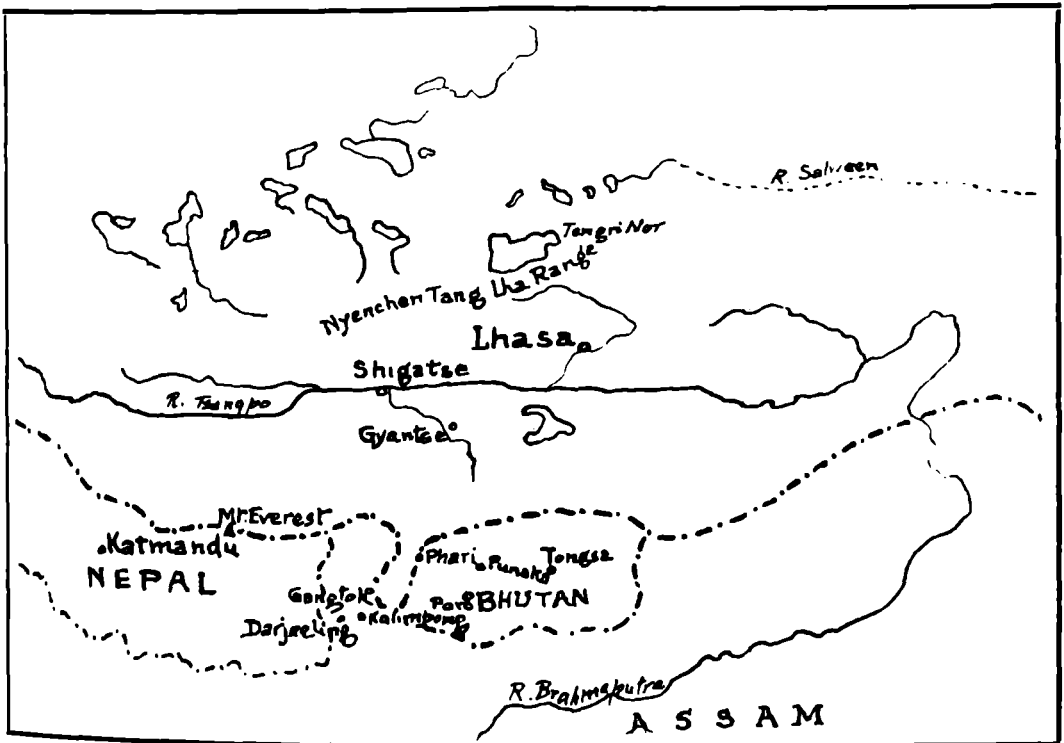 R. Salween
Tengri Nor
Nyenchen Tang Lha Range
Lhasa
Shigatse
R. Tsangpo
Gyantse
Mt. Everest
Katmandu
NEPAL
Phari
Punaka
Tongsa
Gangtok
Paro
BHUTAN
Kalimpong
Darjeeling
R. Brahmaputra
ASSAM